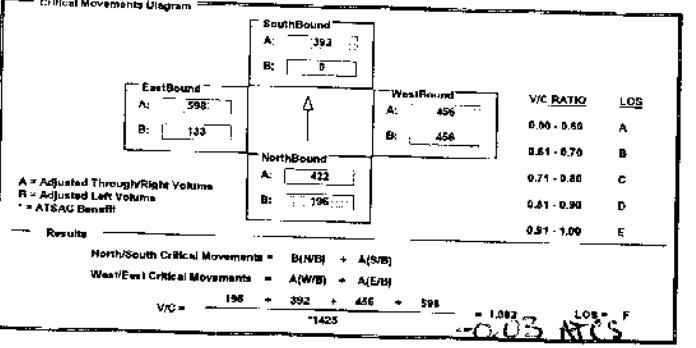 Critical Movements Diagram
SouthBound
A: 392
B: 0
EastBound
A: 598
B: 133
WestBound
A: 456
B: 456
NorthBound
A: 422
B: 196
V/C RATIO LOS
0.00 - 0.60 A
0.61 - 0.70 B
0.71 - 0.80 C
0.81 - 0.90 D
0.91 - 1.00 E
A = Adjusted Through/Right Volume
B = Adjusted Left Volume
* = ATSAC Benefit
Results
North/South Critical Movements = B(N/B) + A(S/B)
West/East Critical Movements = A(W/B) + A(E/B)
V/C = 196 + 392 + 456 + 598 = 1.082 LOS = F
*1425
-0.03 ATCS